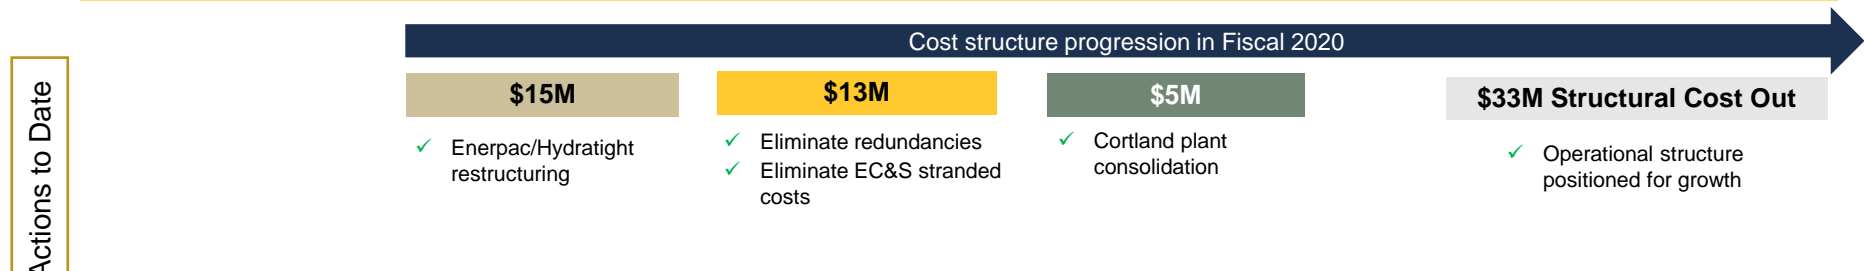 Cost structure progression in Fiscal 2020
Actions to Date
$15M
Enerpac/Hydratight
restructuring
$13M
Eliminate redundancies
Eliminate EC&S stranded
costs
$5M
Cortland plant
consolidation
$33M Structural Cost Out
Operational structure
positioned for growth